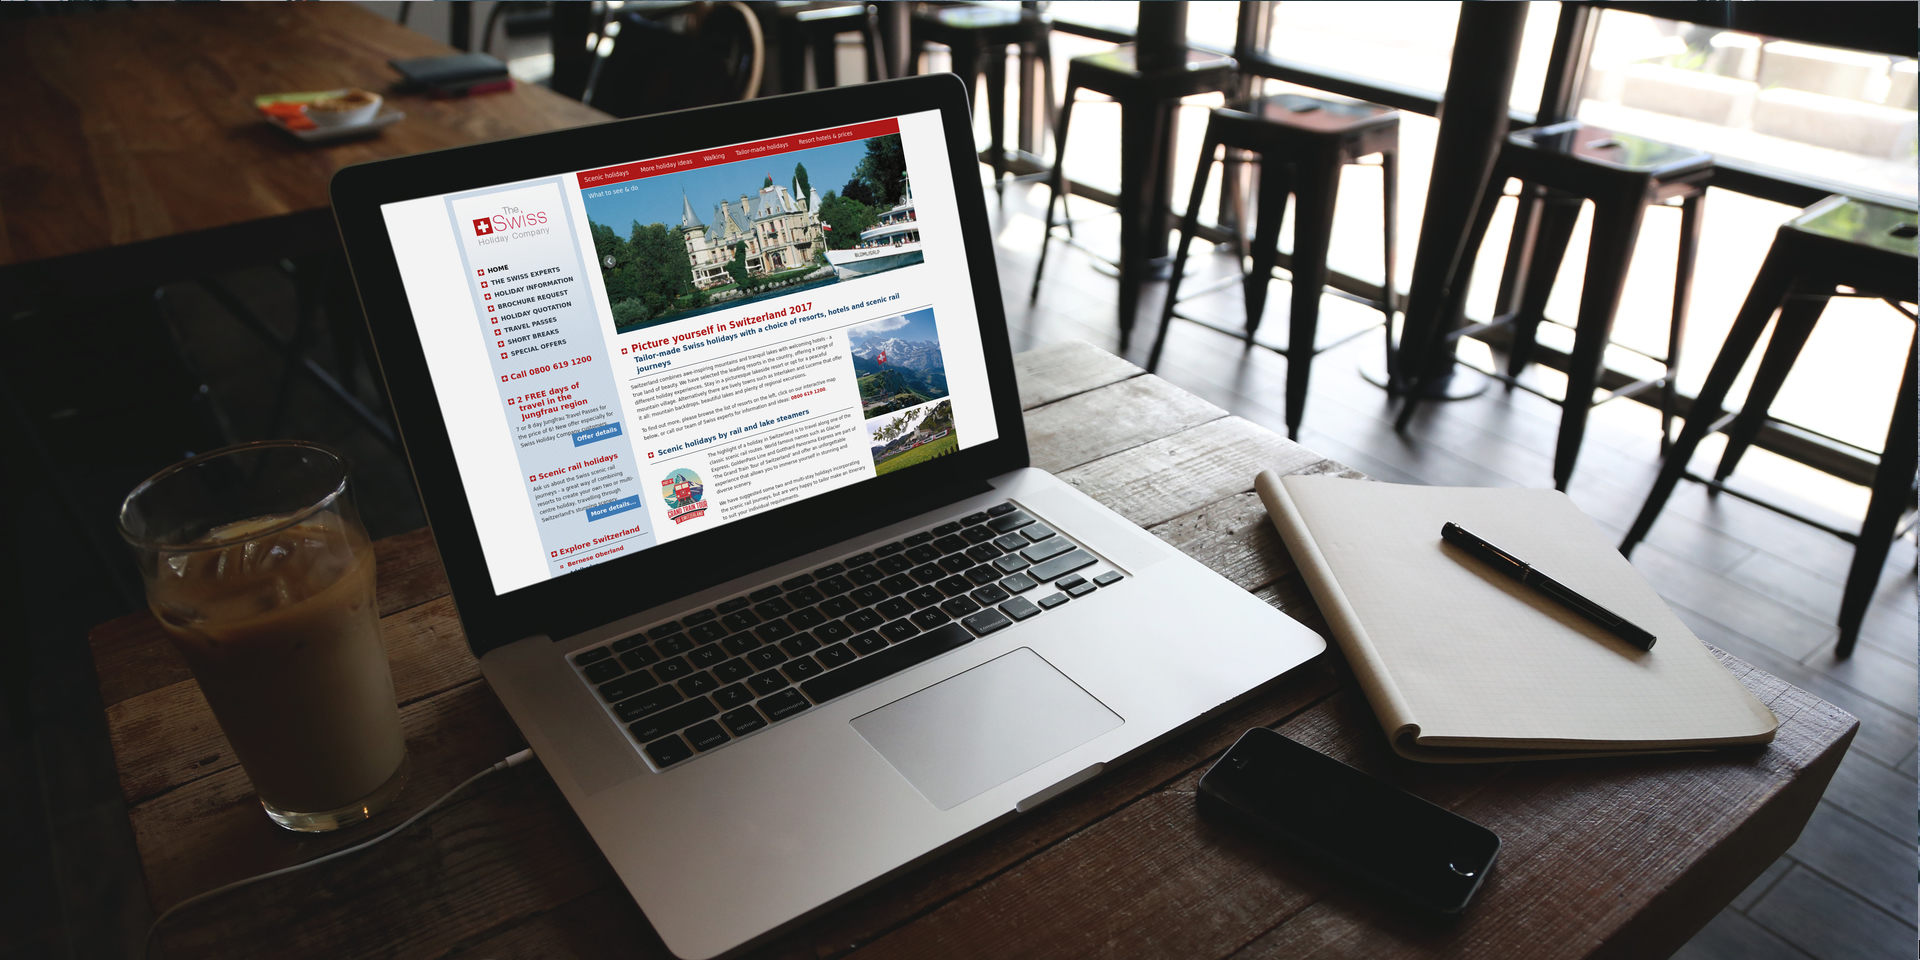 Scenic holidays More holiday ideas Walking Tailor-made holidays Resort hotels & prices
What to see & do
The
Swiss
Holiday Company
HOME
THE SWISS EXPERTS
HOLIDAY INFORMATION
BROCHURE REQUEST
HOLIDAY QUOTATION
TRAVEL PASSES
SHORT BREAKS
SPECIAL OFFERS
Call 0800 619 1200
2 FREE days of
travel in the
Jungfrau region
7 or 8 day Jungfrau Travel Passes for
the price of 6! New offer especially for
Swiss Holiday Company customers
Offer details
Scenic rail holidays
Ask us about the Swiss scenic rail
journeys - a great way of combining
resorts to create your own two or multi-
centre holiday, travelling through
Switzerland's stunning scenery
More details...
Explore Switzerland
Bernese Oberland
BLÜMLISALP
Picture yourself in Switzerland 2017
Tailor-made Swiss holidays with a choice of resorts, hotels and scenic rail
journeys
Switzerland combines awe-inspiring mountains and tranquil lakes with welcoming hotels - a
true land of beauty. We have selected the leading resorts in the country, offering a range of
different holiday experiences. Stay in a picturesque lakeside resort or opt for a peaceful
mountain village. Alternatively there are lively towns such as Interlaken and Lucerne that offer
it all: mountain backdrops, beautiful lakes and plenty of regional excursions.
To find out more, please browse the list of resorts on the left, click on our interactive map
below, or call our team of Swiss experts for information and ideas: 0800 619 1200
Scenic holidays by rail and lake steamers
The highlight of a holiday in Switzerland is to travel along one of the
classic scenic rail routes. World famous names such as Glacier
Express, GoldenPass Line and Gotthard Panorama Express are part of
'The Grand Train Tour of Switzerland' and offer an unforgettable
experience that allows you to immerse yourself in stunning and
diverse scenery.
We have suggested some two and multi-stay holidays incorporating
the scenic rail journeys, but are very happy to tailor make an itinerary
to suit your individual requirements.
GRAND TRAIN TOUR
OF SWITZERLAND
Q W E R T Y U I O P
caps lock A S D F G H J K L
shift Z X C V B N M
fn control option command command option